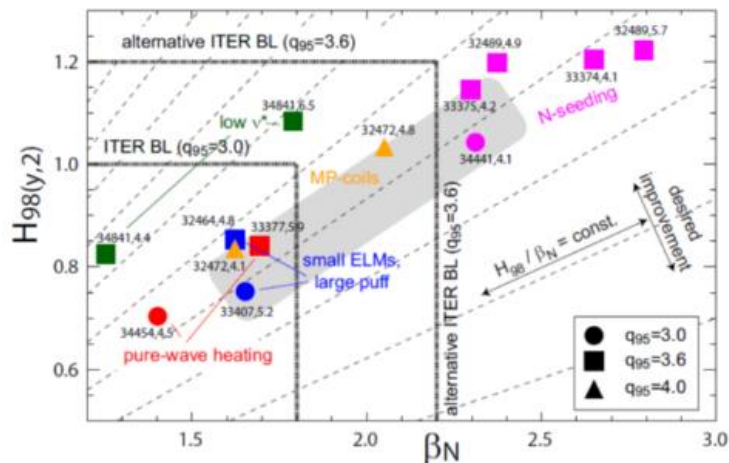 32489,5.7
alternative ITER BL (q95=3.6)
32489,4.9
1.2
33374,4.1
33375,4.2
34841,6.5
N-seeding
low ν*
32472,4.8
ITER BL (q95=3.0)
34441,4.1
1.0
MP-coils
H98(y,2)
32464,4.8
33377,5.9
desired
improvement
34841,4.4
small ELMs,
large puff
H98 / βN = const.
0.8
32472,4.1
33407,5.2
34454,4.5
pure-wave heating
alternative ITER BL (q95=3.6)
q95=3.0
q95=3.6
q95=4.0
0.6
1.5
2.0
2.5
3.0
βN